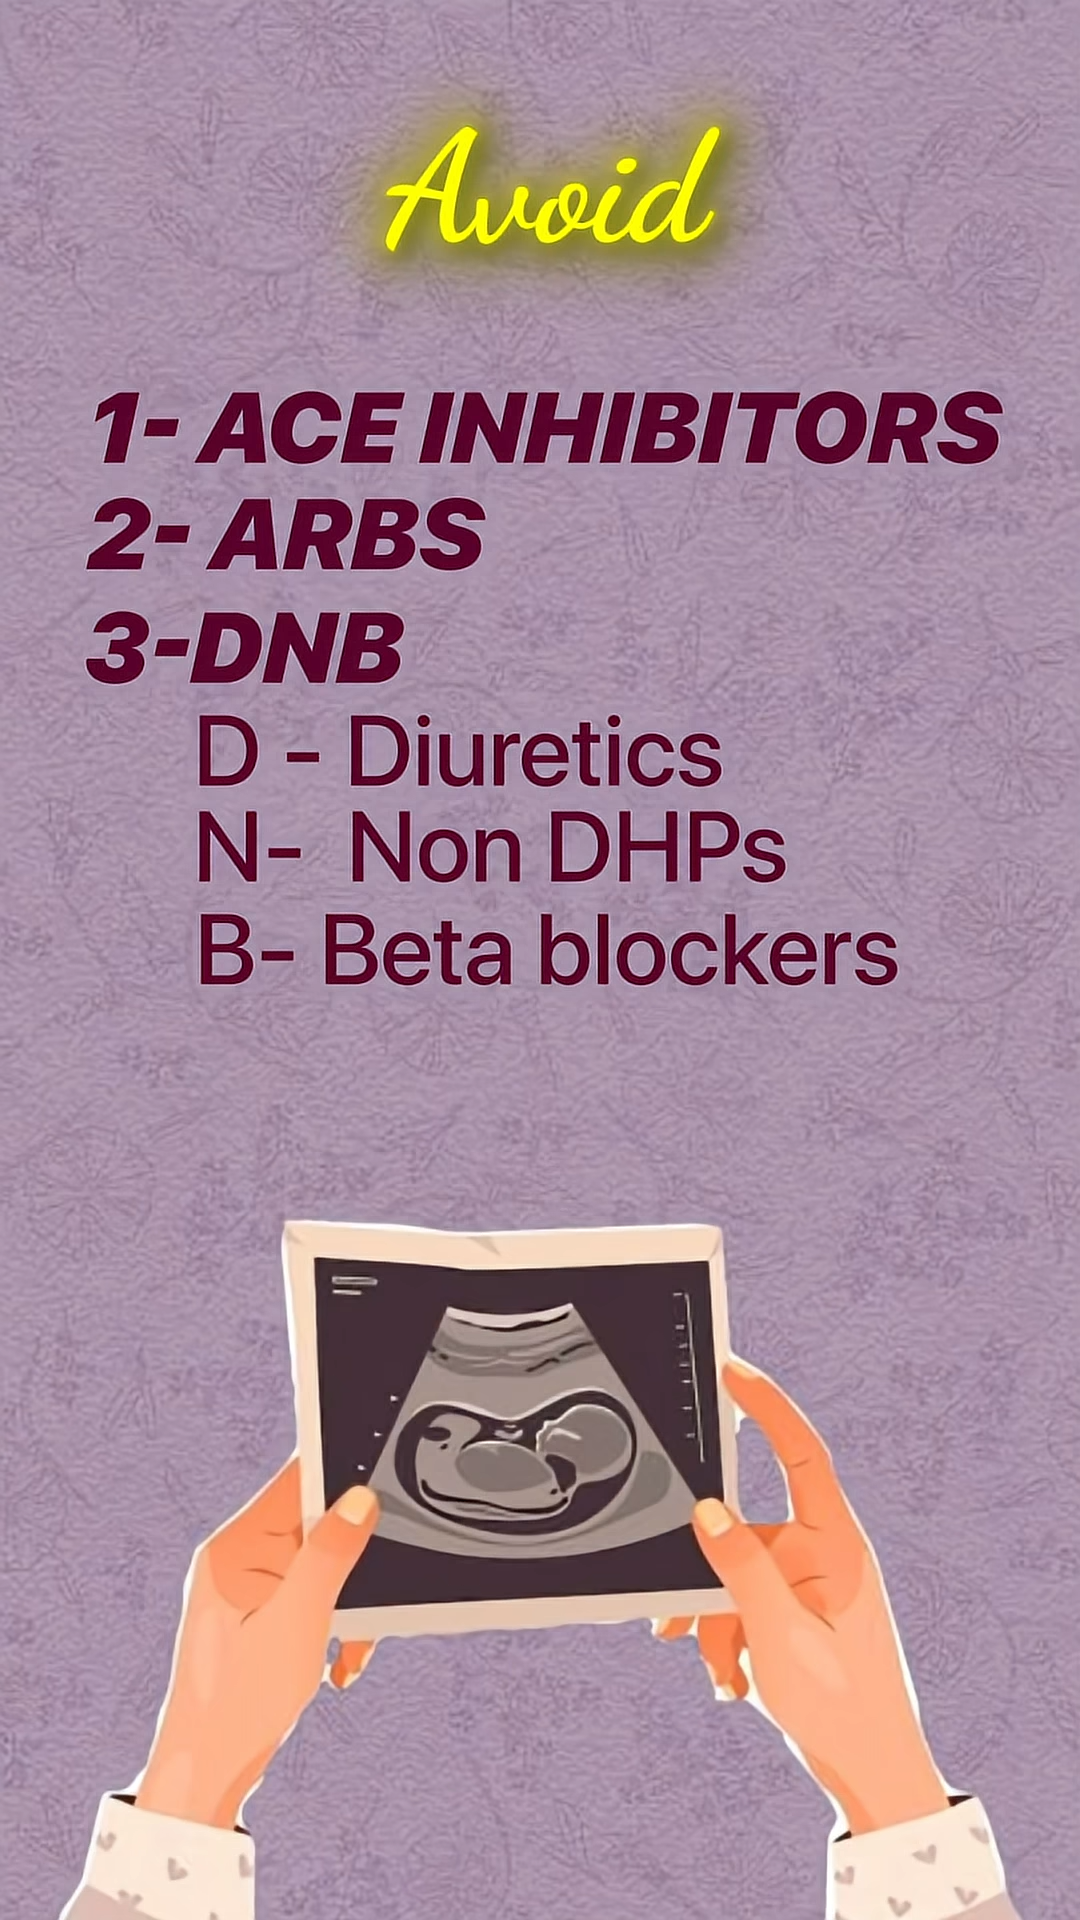 Avoid
1- ACE INHIBITORS
2- ARBS
3-DNB
D - Diuretics
N- Non DHPs
B- Beta blockers